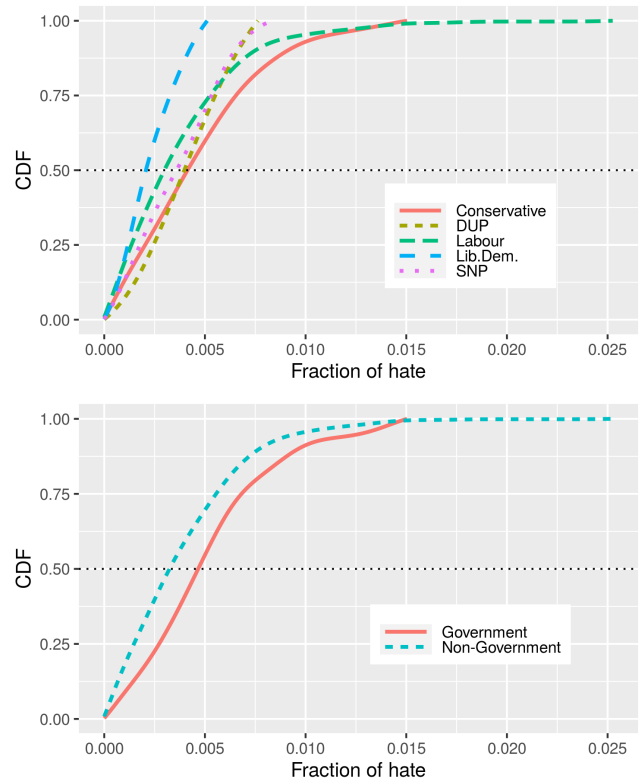 1.00
0.75
0.50
0.25
0.00
CDF
Conservative
DUP
Labour
Lib.Dem.
SNP
0.000 0.005 0.010 0.015 0.020 0.025
Fraction of hate
1.00
0.75
0.50
0.25
0.00
CDF
Government
Non-Government
0.000 0.005 0.010 0.015 0.020 0.025
Fraction of hate